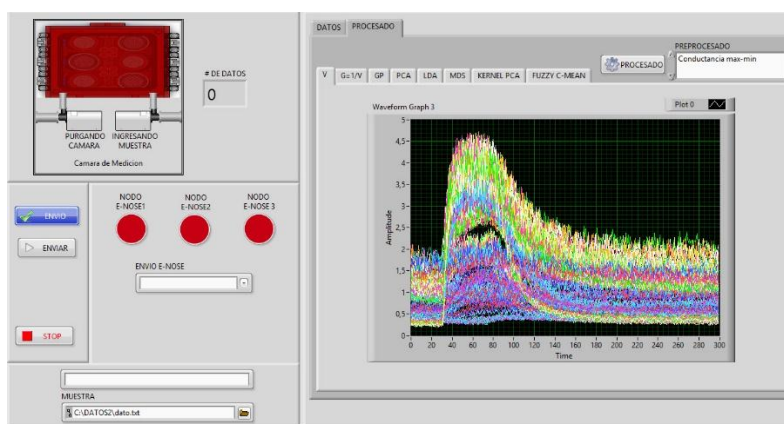 PURGANDO CAMARA
INGRESANDO MUESTRA
Camara de Medicion
# DE DATOS
0
ENVIO
ENVIAR
STOP
NODO E-NOSE1
NODO E-NOSE2
NODO E-NOSE 3
ENVIO E-NOSE
MUESTRA
C:\DATOS2\dato.txt
DATOS
PROCESADO
PROCESADO
PREPROCESADO
Conductancia max-min
V
G=1/V
GP
PCA
LDA
MDS
KERNEL PCA
FUZZY C-MEAN
Waveform Graph 3
Plot 0
Amplitude
5-
4,5-
4-
3,5-
3-
2,5-
2-
1,5-
1-
0,5-
0-
0 20 40 60 80 100 120 140 160 180 200 220 240 260 280 300
Time